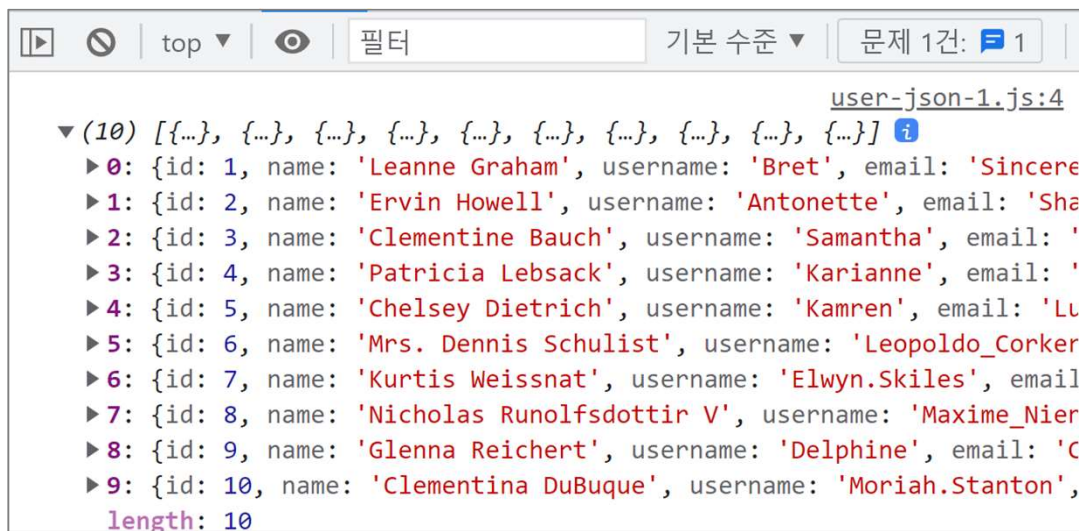 top ▼ 필터 기본 수준 ▼ 문제 1건: 1
user-json-1.js:4
▼(10) [{…}, {…}, {…}, {…}, {…}, {…}, {…}, {…}, {…}, {…}] i
▶0: {id: 1, name: 'Leanne Graham', username: 'Bret', email: 'Sincere
▶1: {id: 2, name: 'Ervin Howell', username: 'Antonette', email: 'Sha
▶2: {id: 3, name: 'Clementine Bauch', username: 'Samantha', email: '
▶3: {id: 4, name: 'Patricia Lebsack', username: 'Karianne', email: '
▶4: {id: 5, name: 'Chelsey Dietrich', username: 'Kamren', email: 'Lu
▶5: {id: 6, name: 'Mrs. Dennis Schulist', username: 'Leopoldo_Corker
▶6: {id: 7, name: 'Kurtis Weissnat', username: 'Elwyn.Skiles', email
▶7: {id: 8, name: 'Nicholas Runolfsdottir V', username: 'Maxime_Nien
▶8: {id: 9, name: 'Glenna Reichert', username: 'Delphine', email: 'C
▶9: {id: 10, name: 'Clementina DuBuque', username: 'Moriah.Stanton',
length: 10